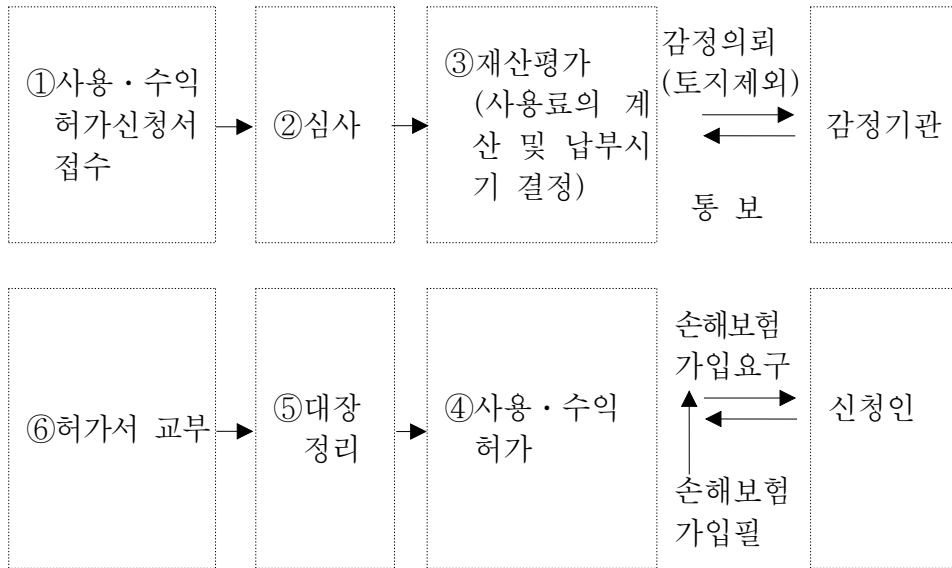 ①사용·수익
허가신청서
접수
②심사
③재산평가
(사용료의 계
산 및 납부시
기 결정)
감정의뢰
(토지제외)
통 보
감정기관
⑥허가서 교부
⑤대장
정리
④사용·수익
허가
손해보험
가입요구
손해보험
가입필
신청인